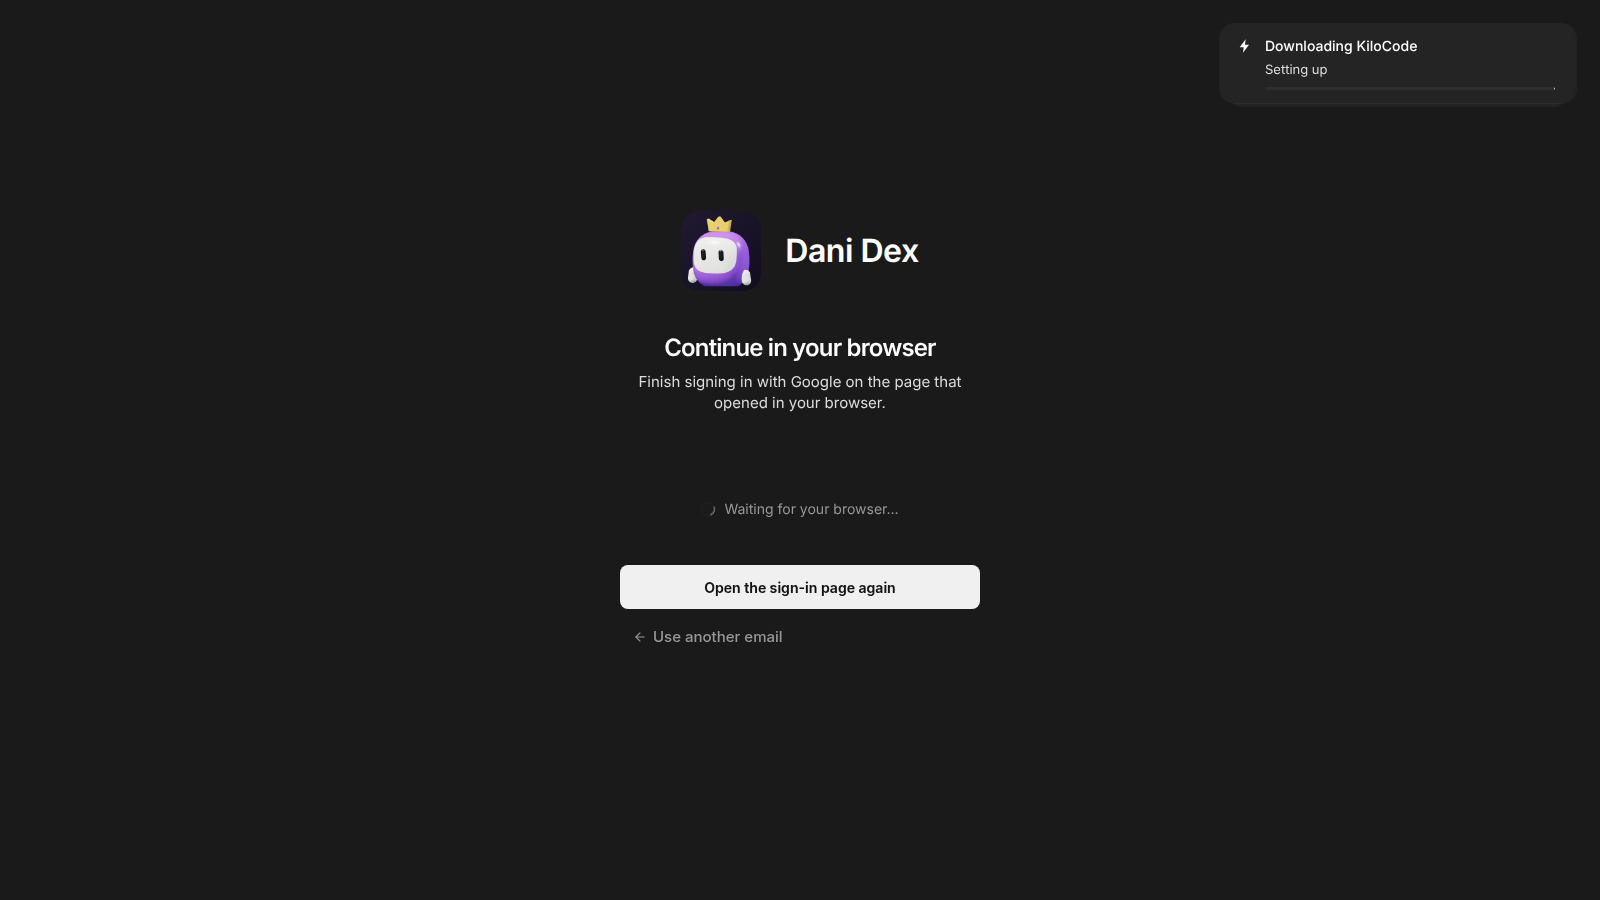 Downloading KiloCode
Setting up
Dani Dex
Continue in your browser
Finish signing in with Google on the page that
opened in your browser.
Waiting for your browser...
Open the sign-in page again
Use another email